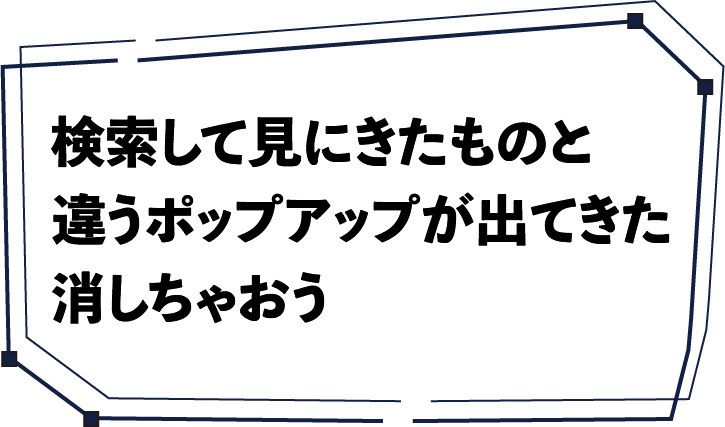 検索して見にきたものと
違うポップアップが出てきた
消しちゃおう